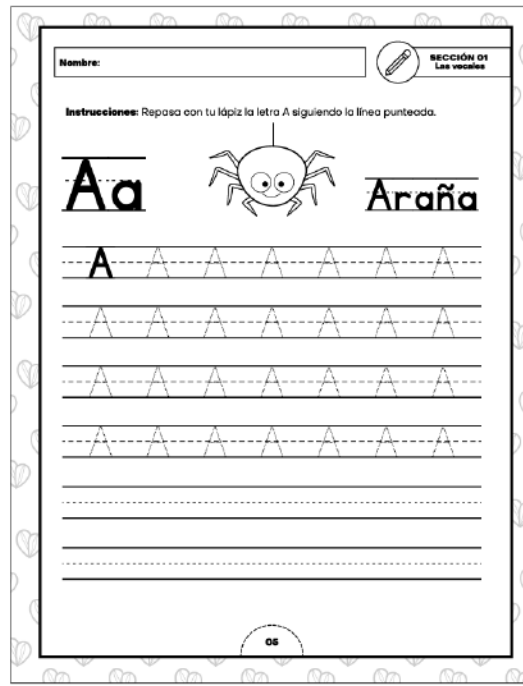 Nombre:
SECCIÓN 01
Las vocales
Instrucciones: Repasa con tu lápiz la letra A siguiendo la línea punteada.
Aa
Araña
A A A A A A A
A A A A A A A
A A A A A A A
A A A A A A A
05